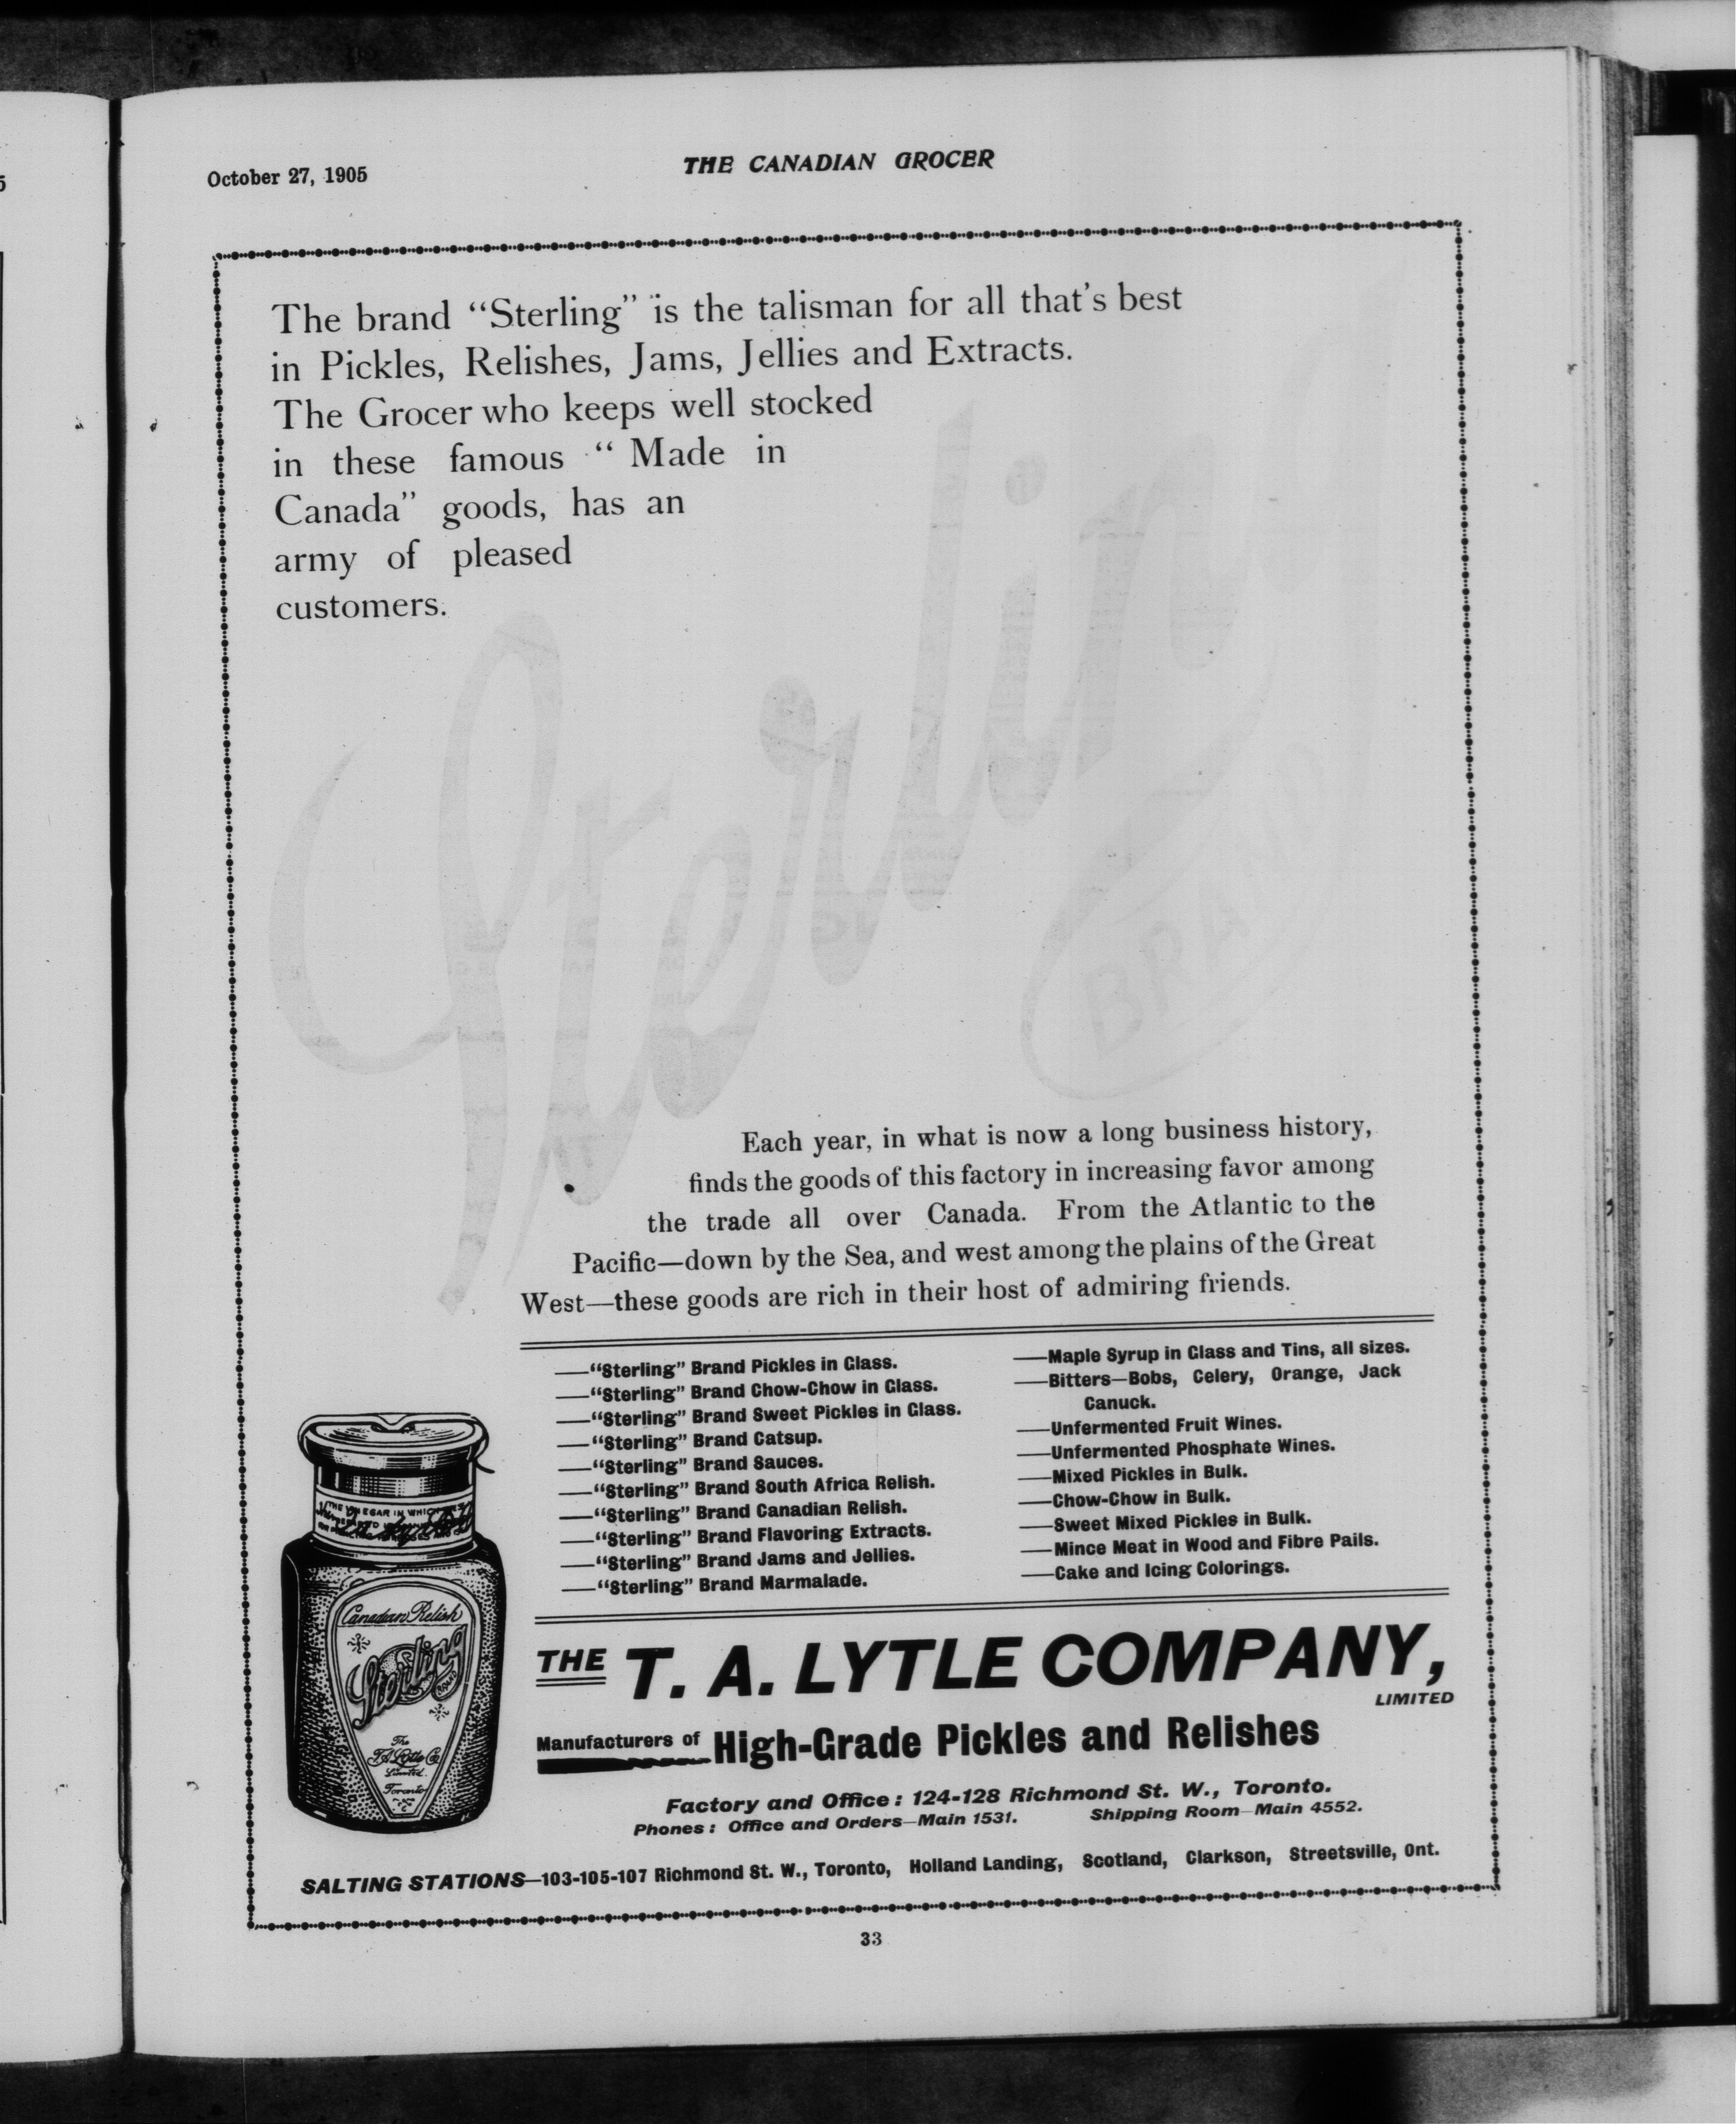 October 27, 1905
THE CANADIAN GROCER
The brand “Sterling” is the talisman for all that’s best
in Pickles, Relishes, Jams, Jellies and Extracts.
The Grocer who keeps well stocked
in these famous “ Made in
Canada” goods, has an
army of pleased
customers.
Sterling
BRAND
Each year, in what is now a long business history,
finds the goods of this factory in increasing favor among
the trade all over Canada. From the Atlantic to the
Pacific—down by the Sea, and west among the plains of the Great
West—these goods are rich in their host of admiring friends.
—“Sterling” Brand Pickles in Glass.
—“Sterling” Brand Chow-Chow in Glass.
—“Sterling” Brand Sweet Pickles in Glass.
—“Sterling” Brand Catsup.
—“Sterling” Brand Sauces.
—“Sterling” Brand South Africa Relish.
—“Sterling” Brand Canadian Relish.
—“Sterling” Brand Flavoring Extracts.
—“Sterling” Brand Jams and Jellies.
—“Sterling” Brand Marmalade.
—Maple Syrup in Glass and Tins, all sizes.
—Bitters—Bobs, Celery, Orange, Jack
Canuck.
—Unfermented Fruit Wines.
—Unfermented Phosphate Wines.
—Mixed Pickles in Bulk.
—Chow-Chow in Bulk.
—Sweet Mixed Pickles in Bulk.
—Mince Meat in Wood and Fibre Pails.
—Cake and Icing Colorings.
THE VINEGAR IN WHICH
Canadian Relish
Sterling
BRAND
The
T.A. Lytle Co.
Limited.
Toronto
THE T. A. LYTLE COMPANY,
LIMITED
Manufacturers of High-Grade Pickles and Relishes
Factory and Office : 124-128 Richmond St. W., Toronto.
Phones : Office and Orders—Main 1531. Shipping Room—Main 4552.
SALTING STATIONS—103-105-107 Richmond St. W., Toronto, Holland Landing, Scotland, Clarkson, Streetsville, Ont.
33